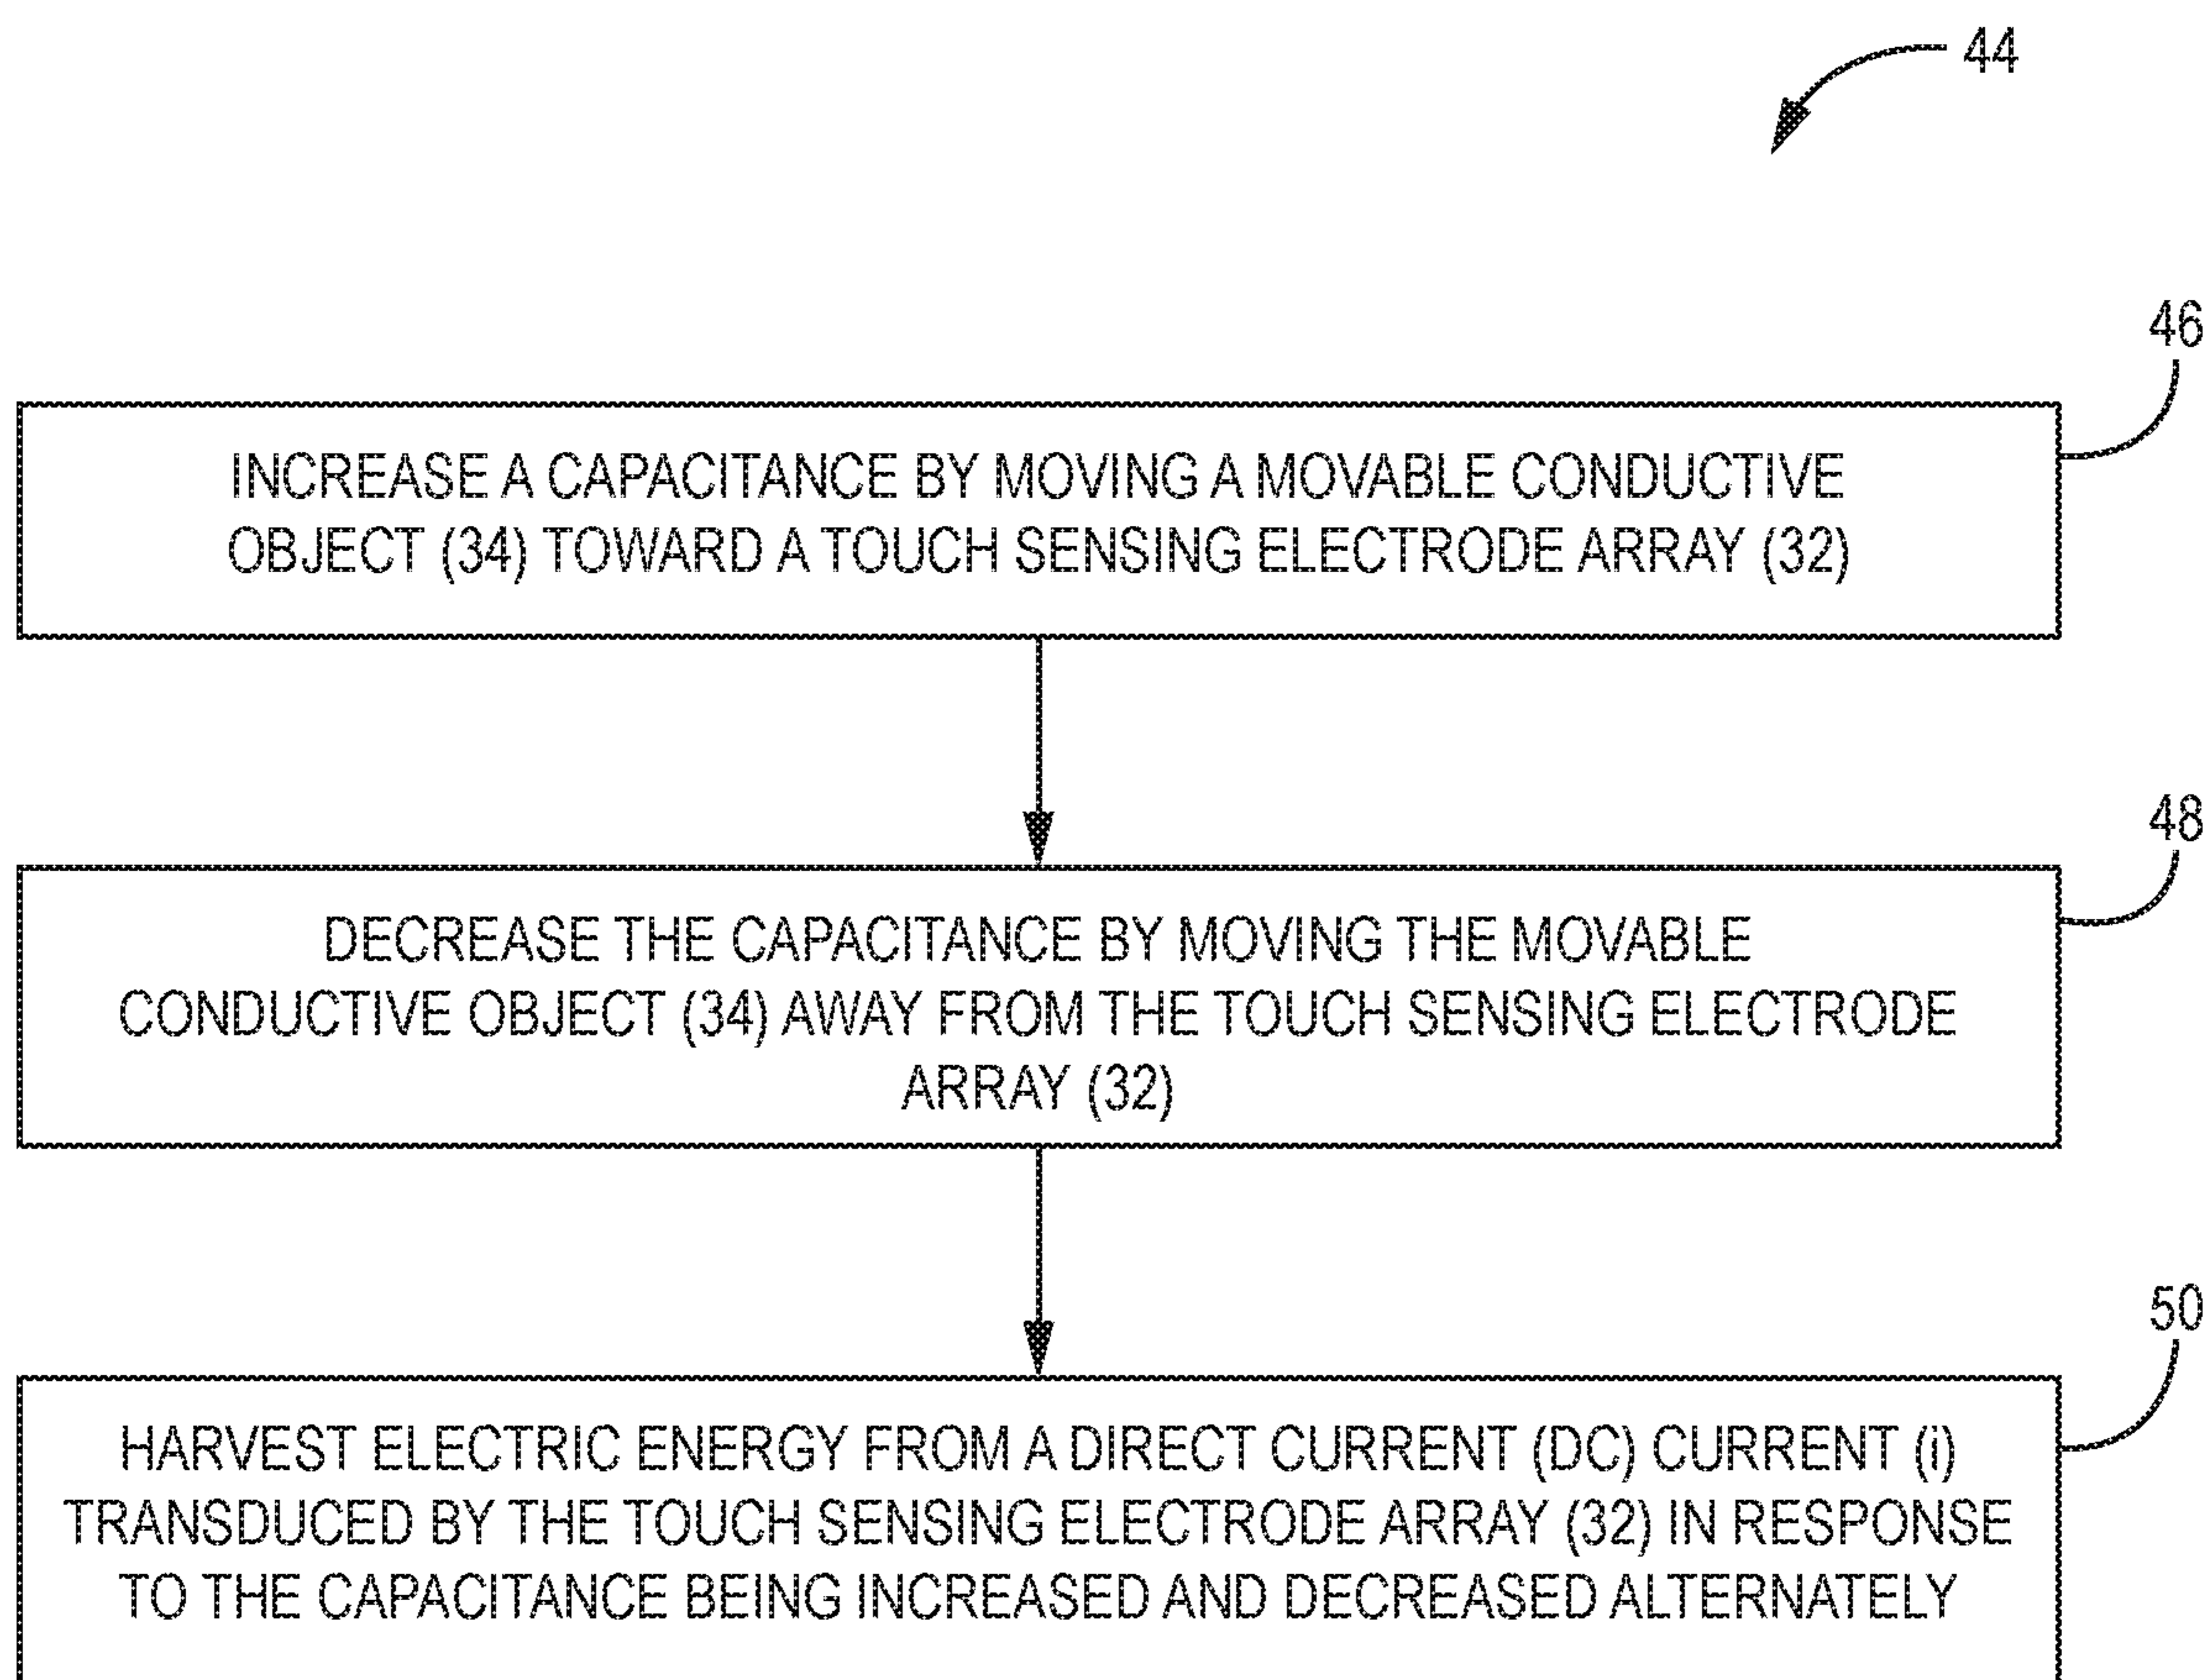 44
46
INCREASE A CAPACITANCE BY MOVING A MOVABLE CONDUCTIVE
OBJECT (34) TOWARD A TOUCH SENSING ELECTRODE ARRAY (32)
48
DECREASE THE CAPACITANCE BY MOVING THE MOVABLE
CONDUCTIVE OBJECT (34) AWAY FROM THE TOUCH SENSING ELECTRODE
ARRAY (32)
50
HARVEST ELECTRIC ENERGY FROM A DIRECT CURRENT (DC) CURRENT (i)
TRANSDUCED BY THE TOUCH SENSING ELECTRODE ARRAY (32) IN RESPONSE
TO THE CAPACITANCE BEING INCREASED AND DECREASED ALTERNATELY